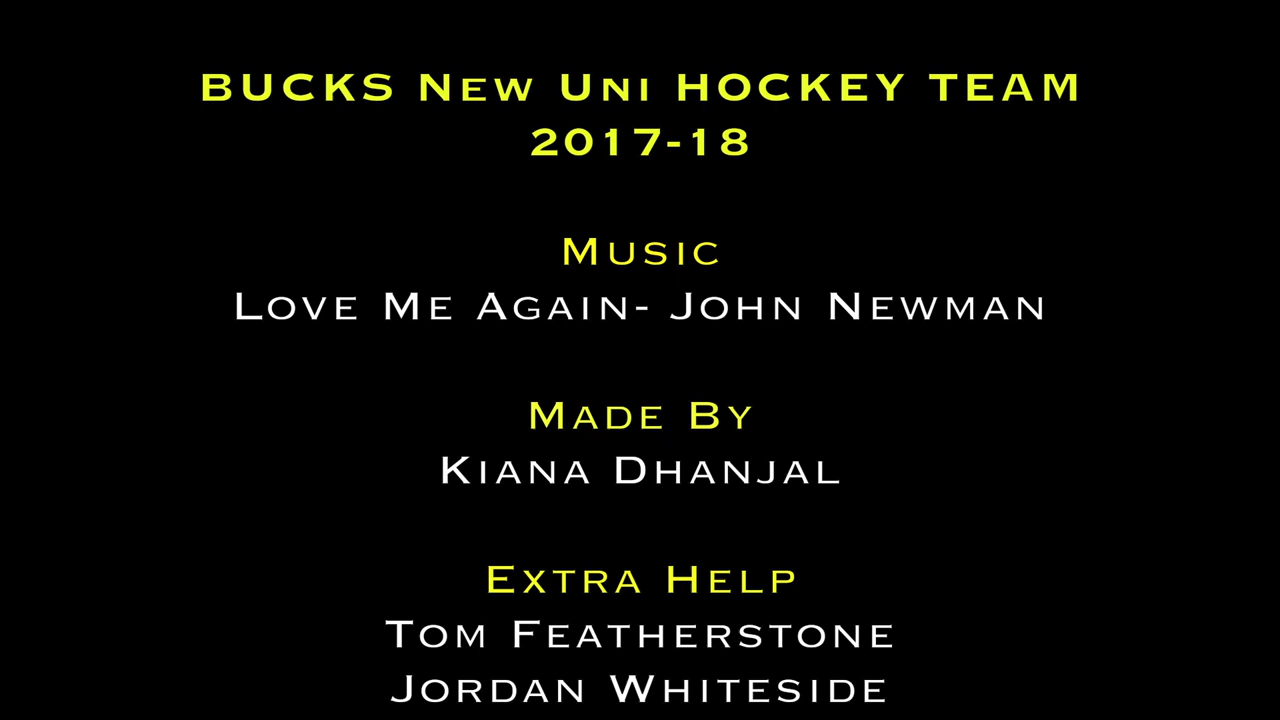 BUCKS New Uni HOCKEY TEAM
2017-18
Music
Love Me Again- John Newman
Made By
Kiana Dhanjal
Extra Help
Tom Featherstone
Jordan Whiteside